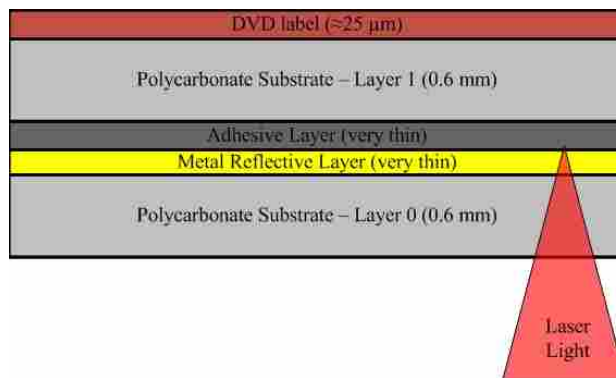 DVD label (≈25 μm)
Polycarbonate Substrate – Layer 1 (0.6 mm)
Adhesive Layer (very thin)
Metal Reflective Layer (very thin)
Polycarbonate Substrate – Layer 0 (0.6 mm)
Laser
Light